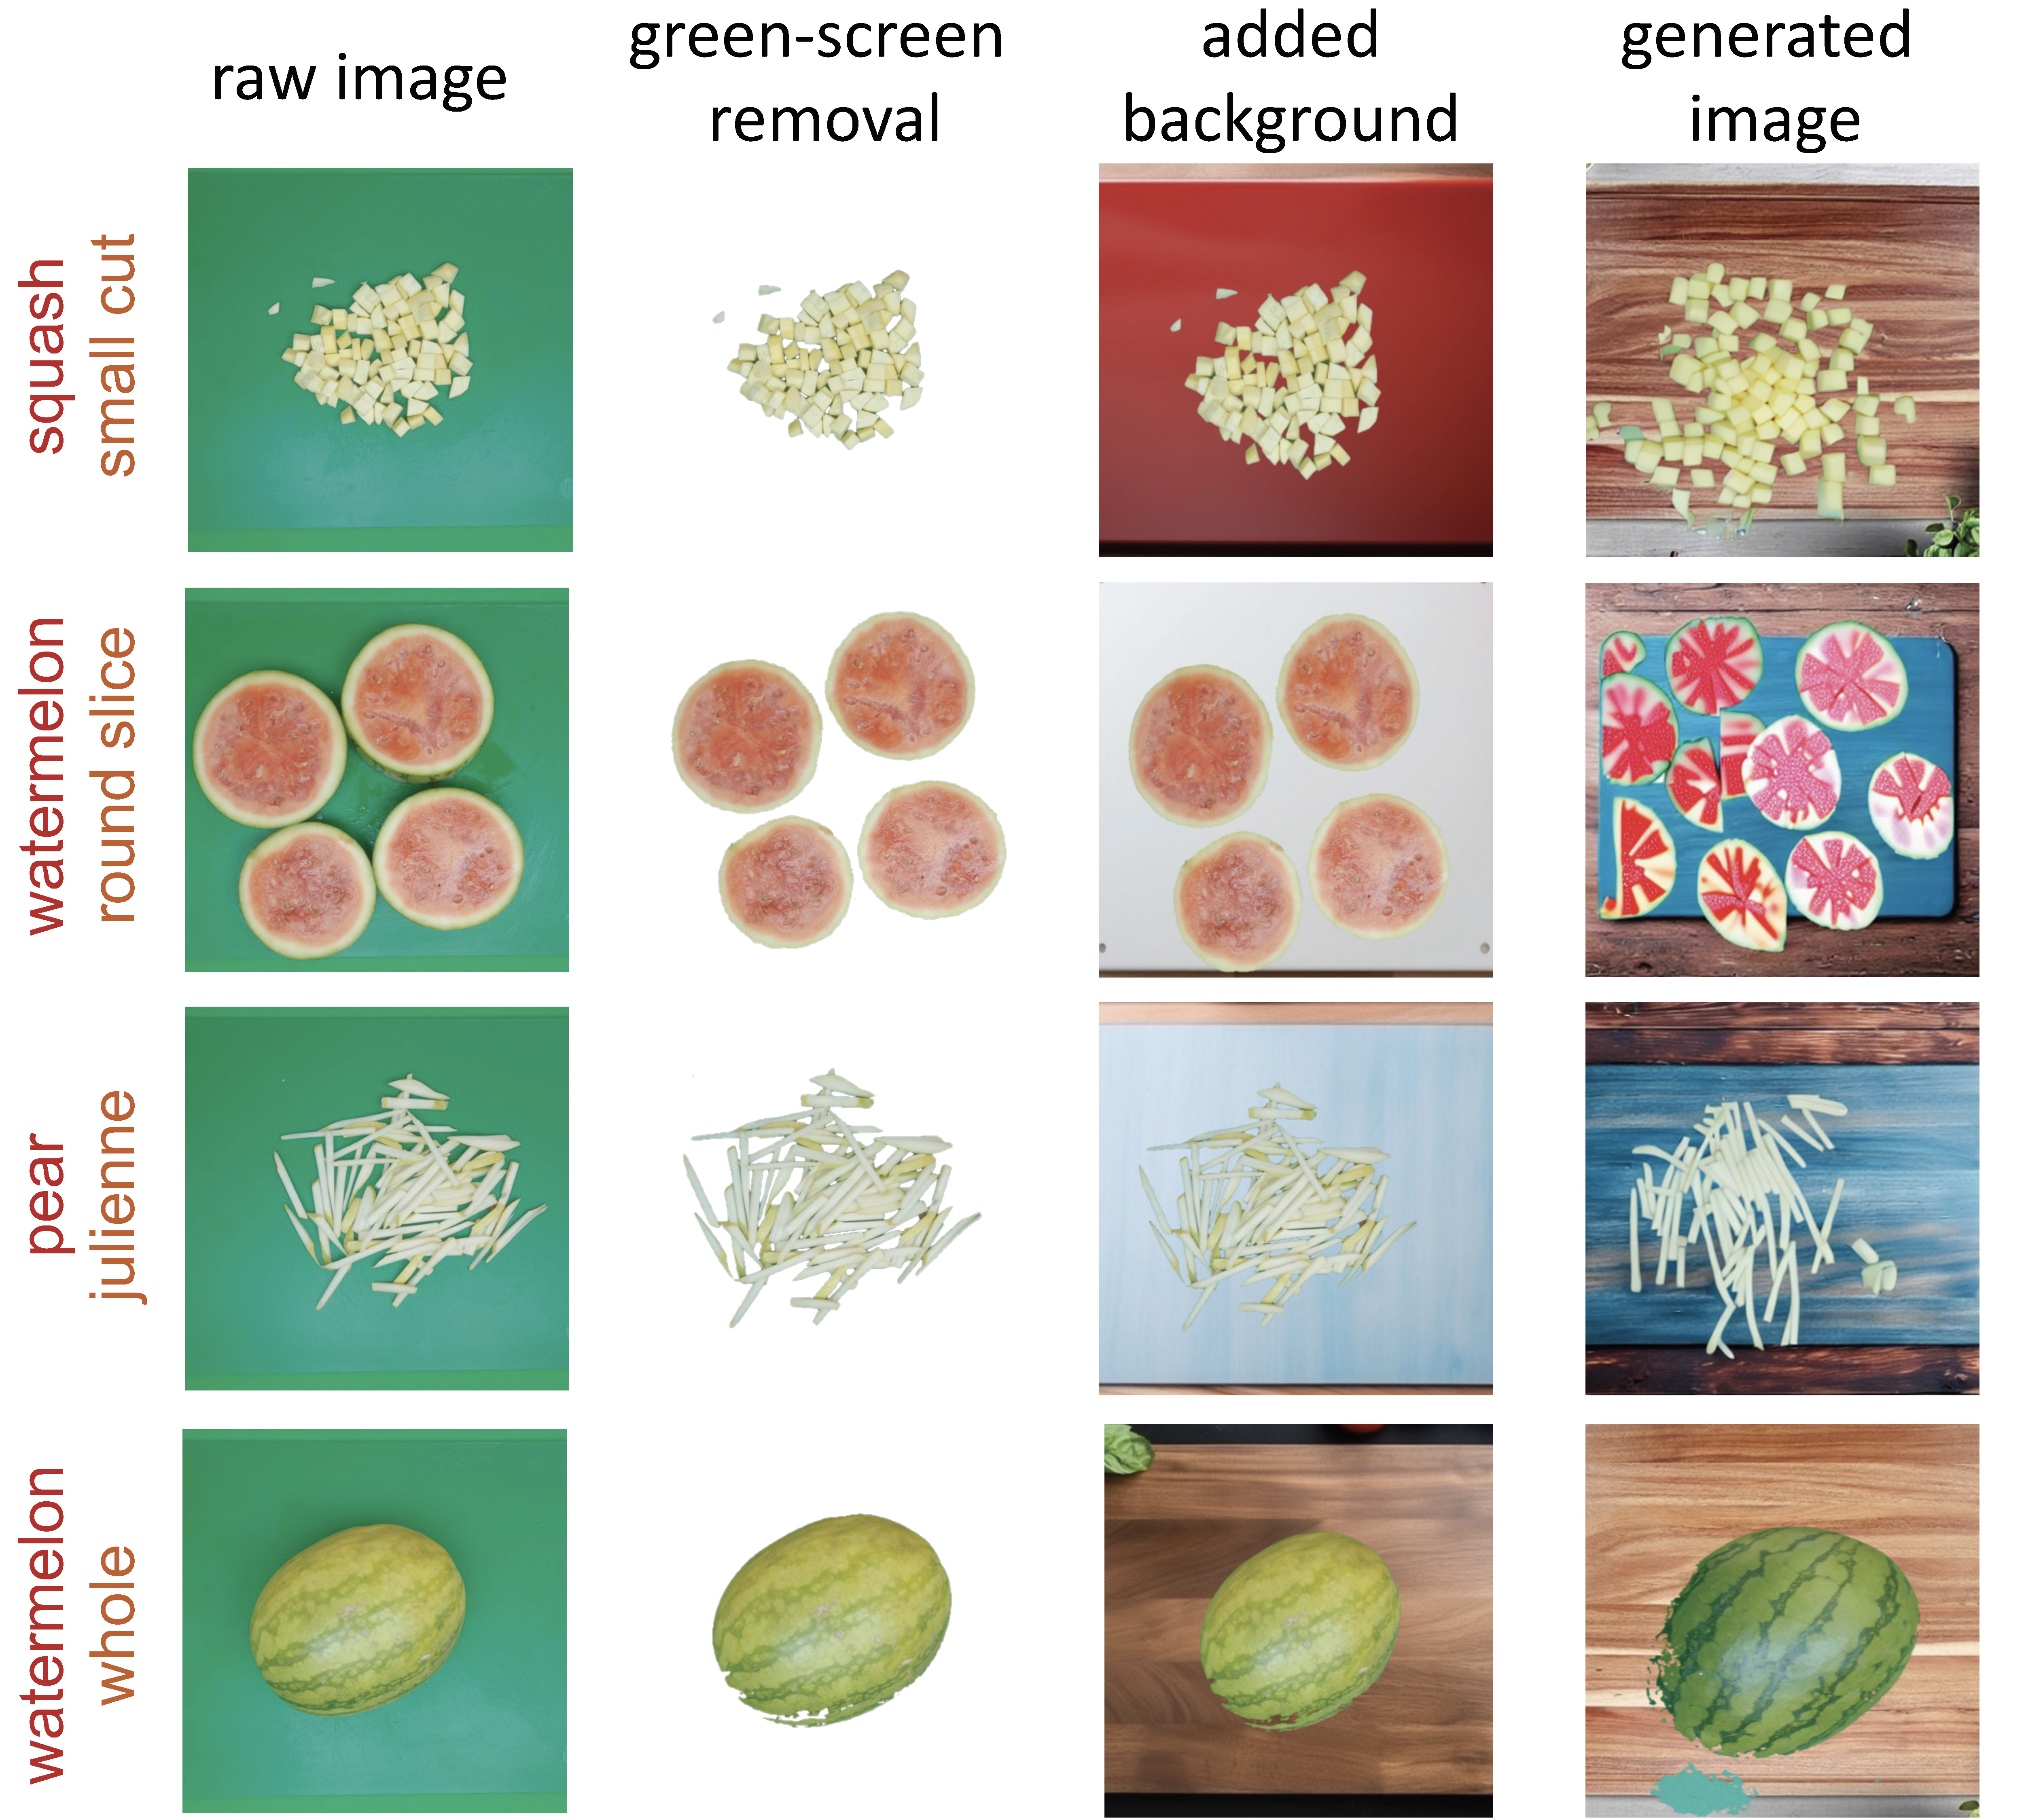 raw image
green-screen
removal
added
background
generated
image
squash
small cut
watermelon
round slice
pear
julienne
watermelon
whole